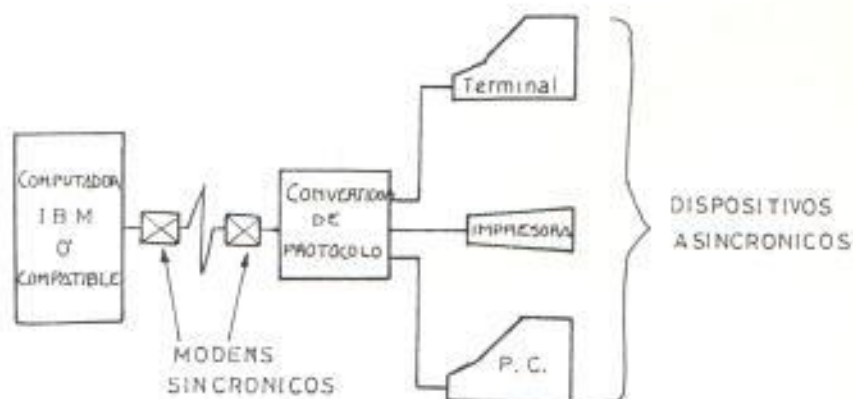 COMPUTADOR
IBM
O'
COMPATIBLE
MODEMS
SINCRONICOS
CONVERTIDOR
DE
PROTOCOLO
Terminal
IMPRESORA
P. C.
DISPOSITIVOS
ASINCRONICOS